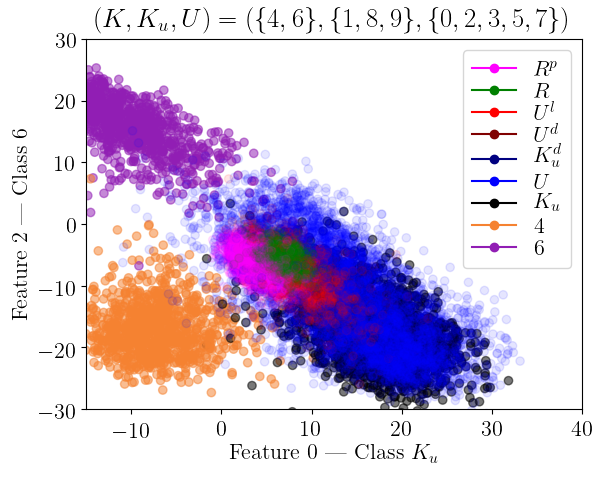 (K, K_u, U) = ({4, 6}, {1, 8, 9}, {0, 2, 3, 5, 7})
30
20
10
0
−10
−20
−30
Feature 2 — Class 6
R^p
R
U^l
U^d
K_u^d
U
K_u
4
6
−10 0 10 20 30 40
Feature 0 — Class K_u